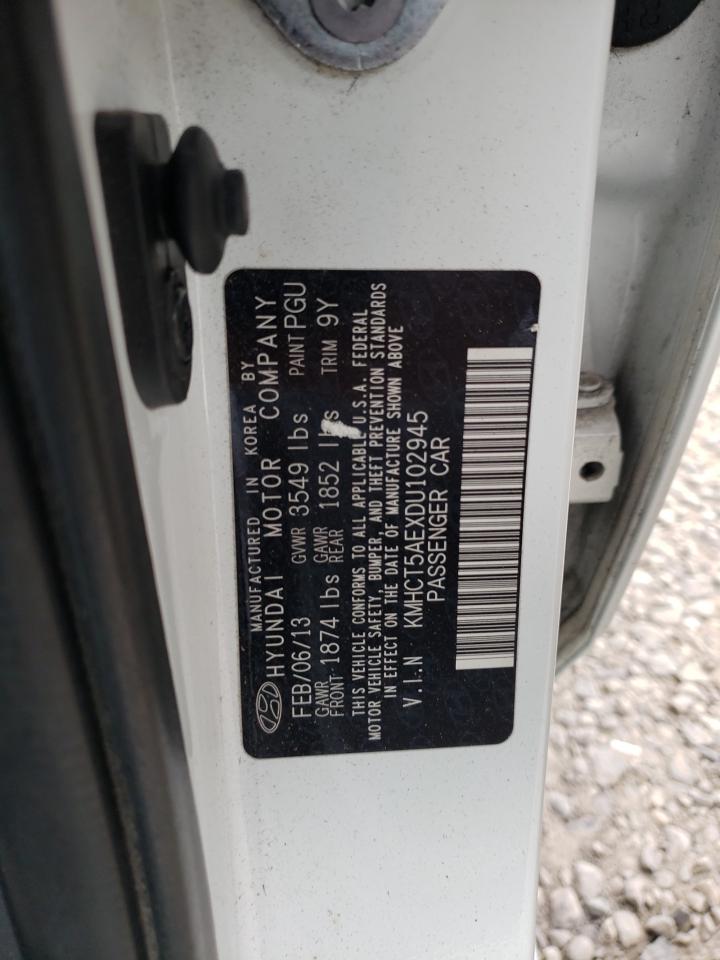 MANUFACTURED IN KOREA BY
HYUNDAI MOTOR COMPANY
FEB/06/13 GVWR 3549 lbs PAINT PGU
GAWR FRONT 1874 lbs GAWR REAR 1852 lbs TRIM 9Y
THIS VEHICLE CONFORMS TO ALL APPLICABLE U.S.A. FEDERAL
MOTOR VEHICLE SAFETY, BUMPER, AND THEFT PREVENTION STANDARDS
IN EFFECT ON THE DATE OF MANUFACTURE SHOWN ABOVE
V.I.N KMHCT5AEXDU102945
PASSENGER CAR